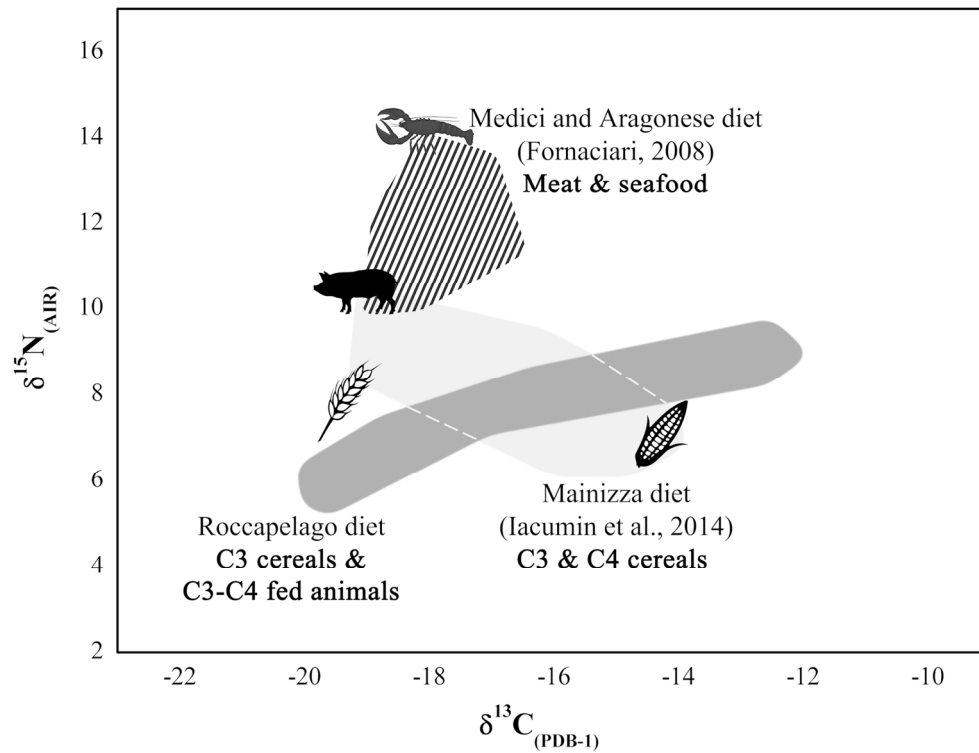 16
14
12
10
8
6
4
2
δ¹⁵N(AIR)
Medici and Aragonese diet
(Fornaciari, 2008)
Meat & seafood
Roccapelago diet
C3 cereals &
C3-C4 fed animals
Mainizza diet
(Iacumin et al., 2014)
C3 & C4 cereals
-22 -20 -18 -16 -14 -12 -10
δ¹³C(PDB-1)